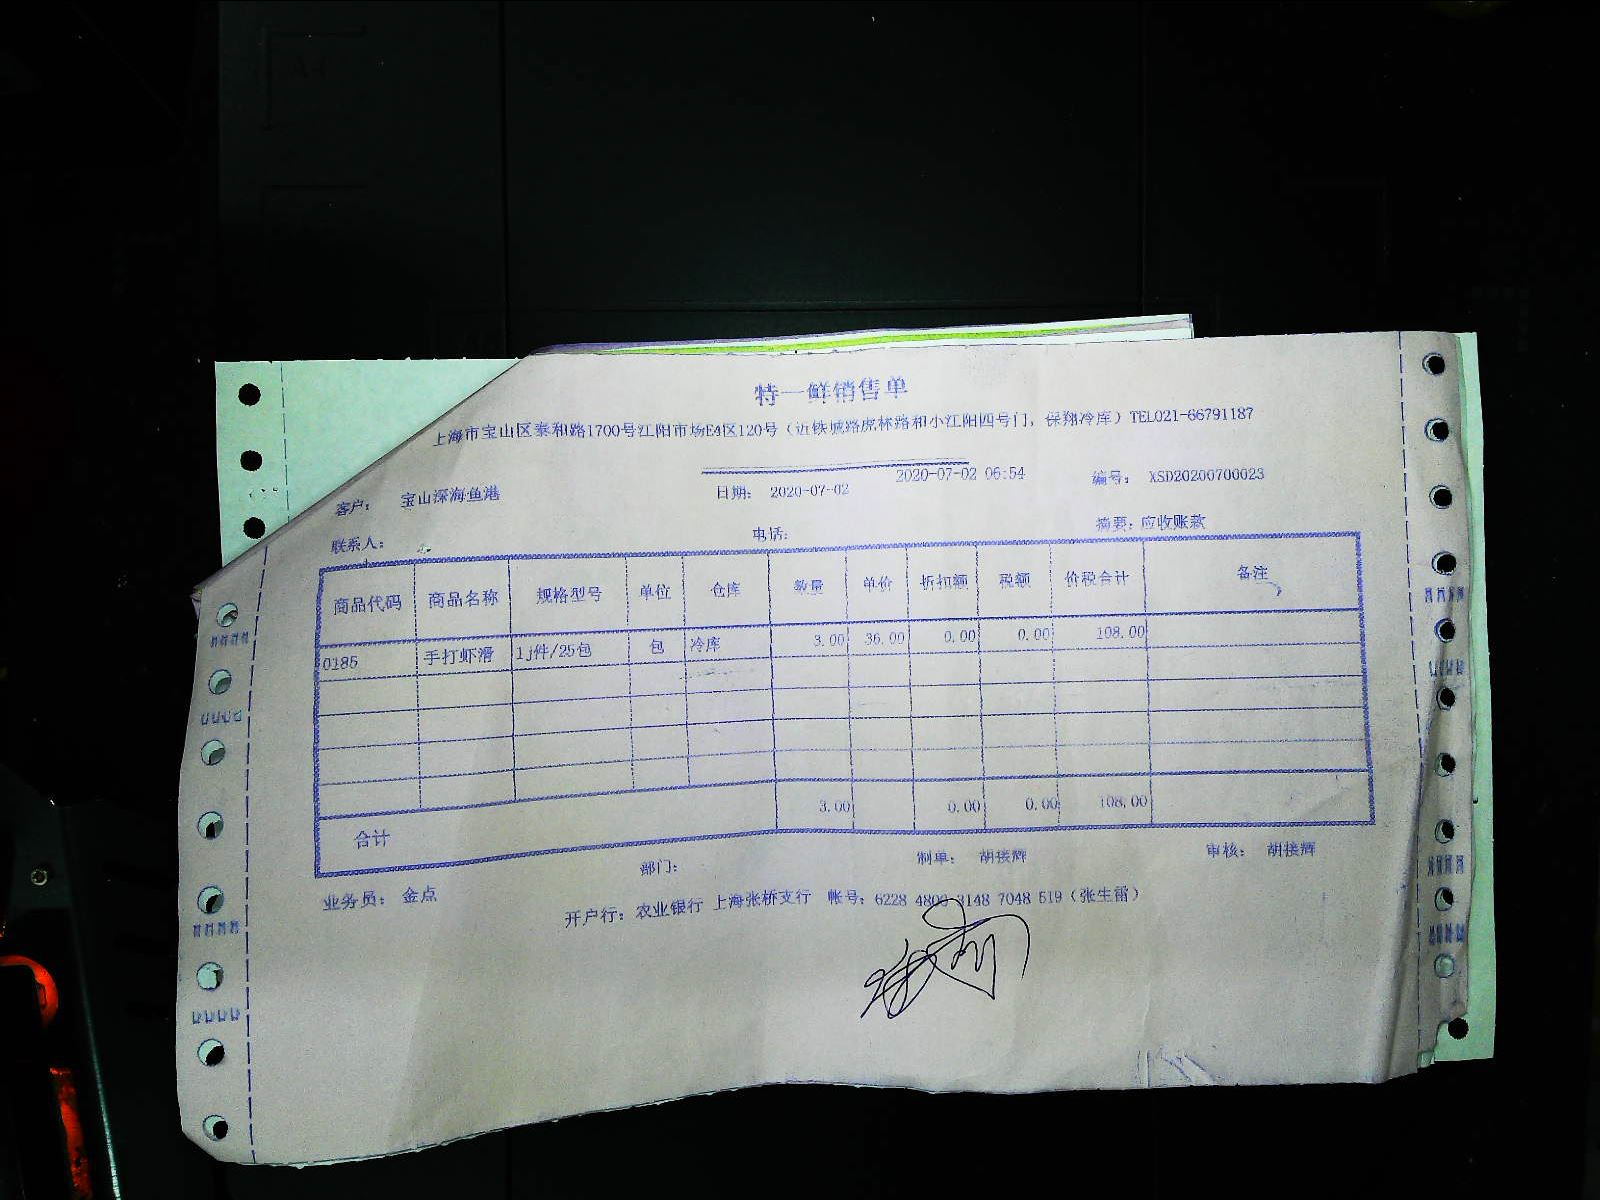 特一鲜销售单
上海市宝山区泰和路1700号江阳市场E4区120号（近铁城路虎林路和小江阳四号门，保翔冷库）TEL021-66791187
2020-07-02 06:54
客户： 宝山深海鱼港 日期： 2020-07-02 编号： XSD20200700023
联系人： 电话： 摘要：应收账款
商品代码 商品名称 规格型号 单位 仓库 数量 单价 折扣额 税额 价税合计 备注
0185 手打虾滑 1j件/25包 包 冷库 3.00 36.00 0.00 0.00 108.00
合计 3.00 0.00 0.00 108.00
业务员： 金点 部门： 制单： 胡接辉 审核： 胡接辉
开户行：农业银行 上海张桥支行 帐号：6228 4800 3148 7048 519（张生雷）